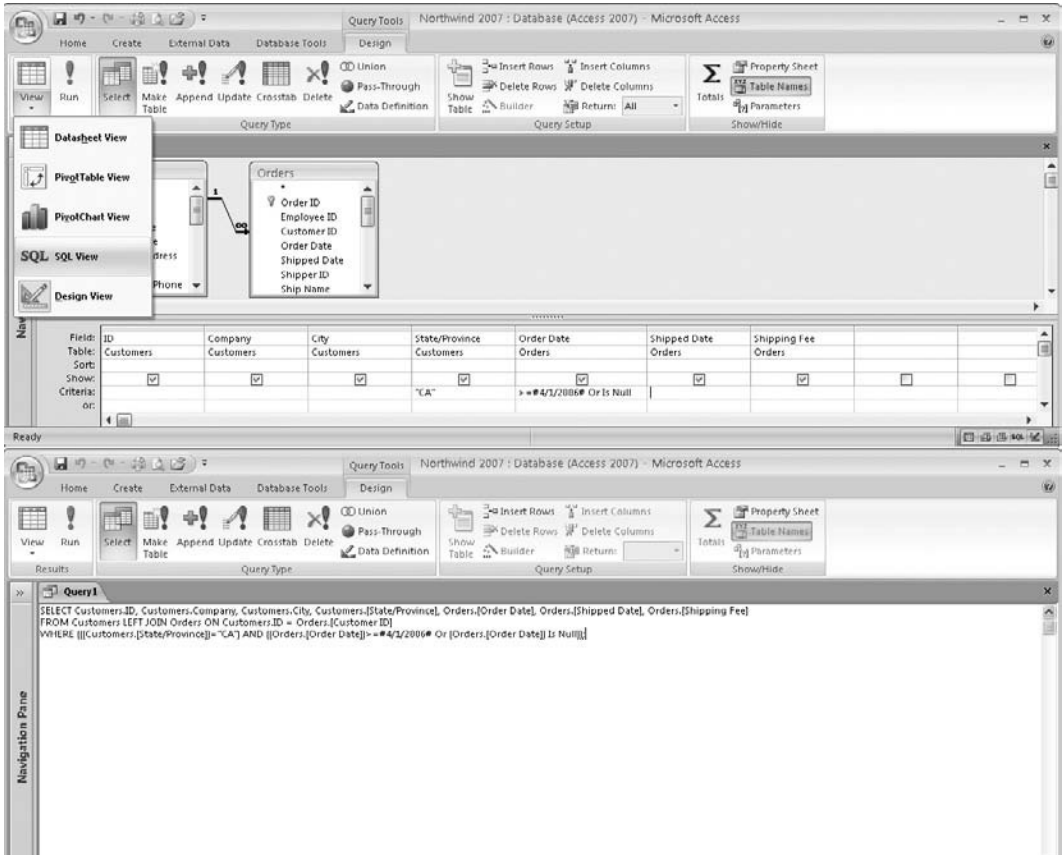 Query Tools Northwind 2007 : Database (Access 2007) - Microsoft Access
Home Create External Data Database Tools Design
View Run Select Make Table Append Update Crosstab Delete
Union
Pass-Through
Data Definition
Query Type
Show Table
Insert Rows Insert Columns
Delete Rows Delete Columns
Builder Return: All
Query Setup
Totals
Property Sheet
Table Names
Parameters
Show/Hide
Datasheet View
PivotTable View
PivotChart View
SQL SQL View
Design View
dress
Phone
1
∞
Orders
*
Order ID
Employee ID
Customer ID
Order Date
Shipped Date
Shipper ID
Ship Name
Nav
Field: ID Company City State/Province Order Date Shipped Date Shipping Fee
Table: Customers Customers Customers Customers Orders Orders Orders
Sort:
Show:
Criteria: "CA" >=#4/1/2006# Or Is Null
or:
Ready SQL
Query Tools Northwind 2007 : Database (Access 2007) - Microsoft Access
Home Create External Data Database Tools Design
View Run Select Make Table Append Update Crosstab Delete
Union
Pass-Through
Data Definition
Results
Query Type
Show Table
Insert Rows Insert Columns
Delete Rows Delete Columns
Builder Return:
Query Setup
Totals
Property Sheet
Table Names
Parameters
Show/Hide
Query1
SELECT Customers.ID, Customers.Company, Customers.City, Customers.[State/Province], Orders.[Order Date], Orders.[Shipped Date], Orders.[Shipping Fee]
FROM Customers LEFT JOIN Orders ON Customers.ID = Orders.[Customer ID]
WHERE (((Customers.[State/Province])="CA") AND ((Orders.[Order Date])>=#4/1/2006# Or (Orders.[Order Date]) Is Null));
Navigation Pane